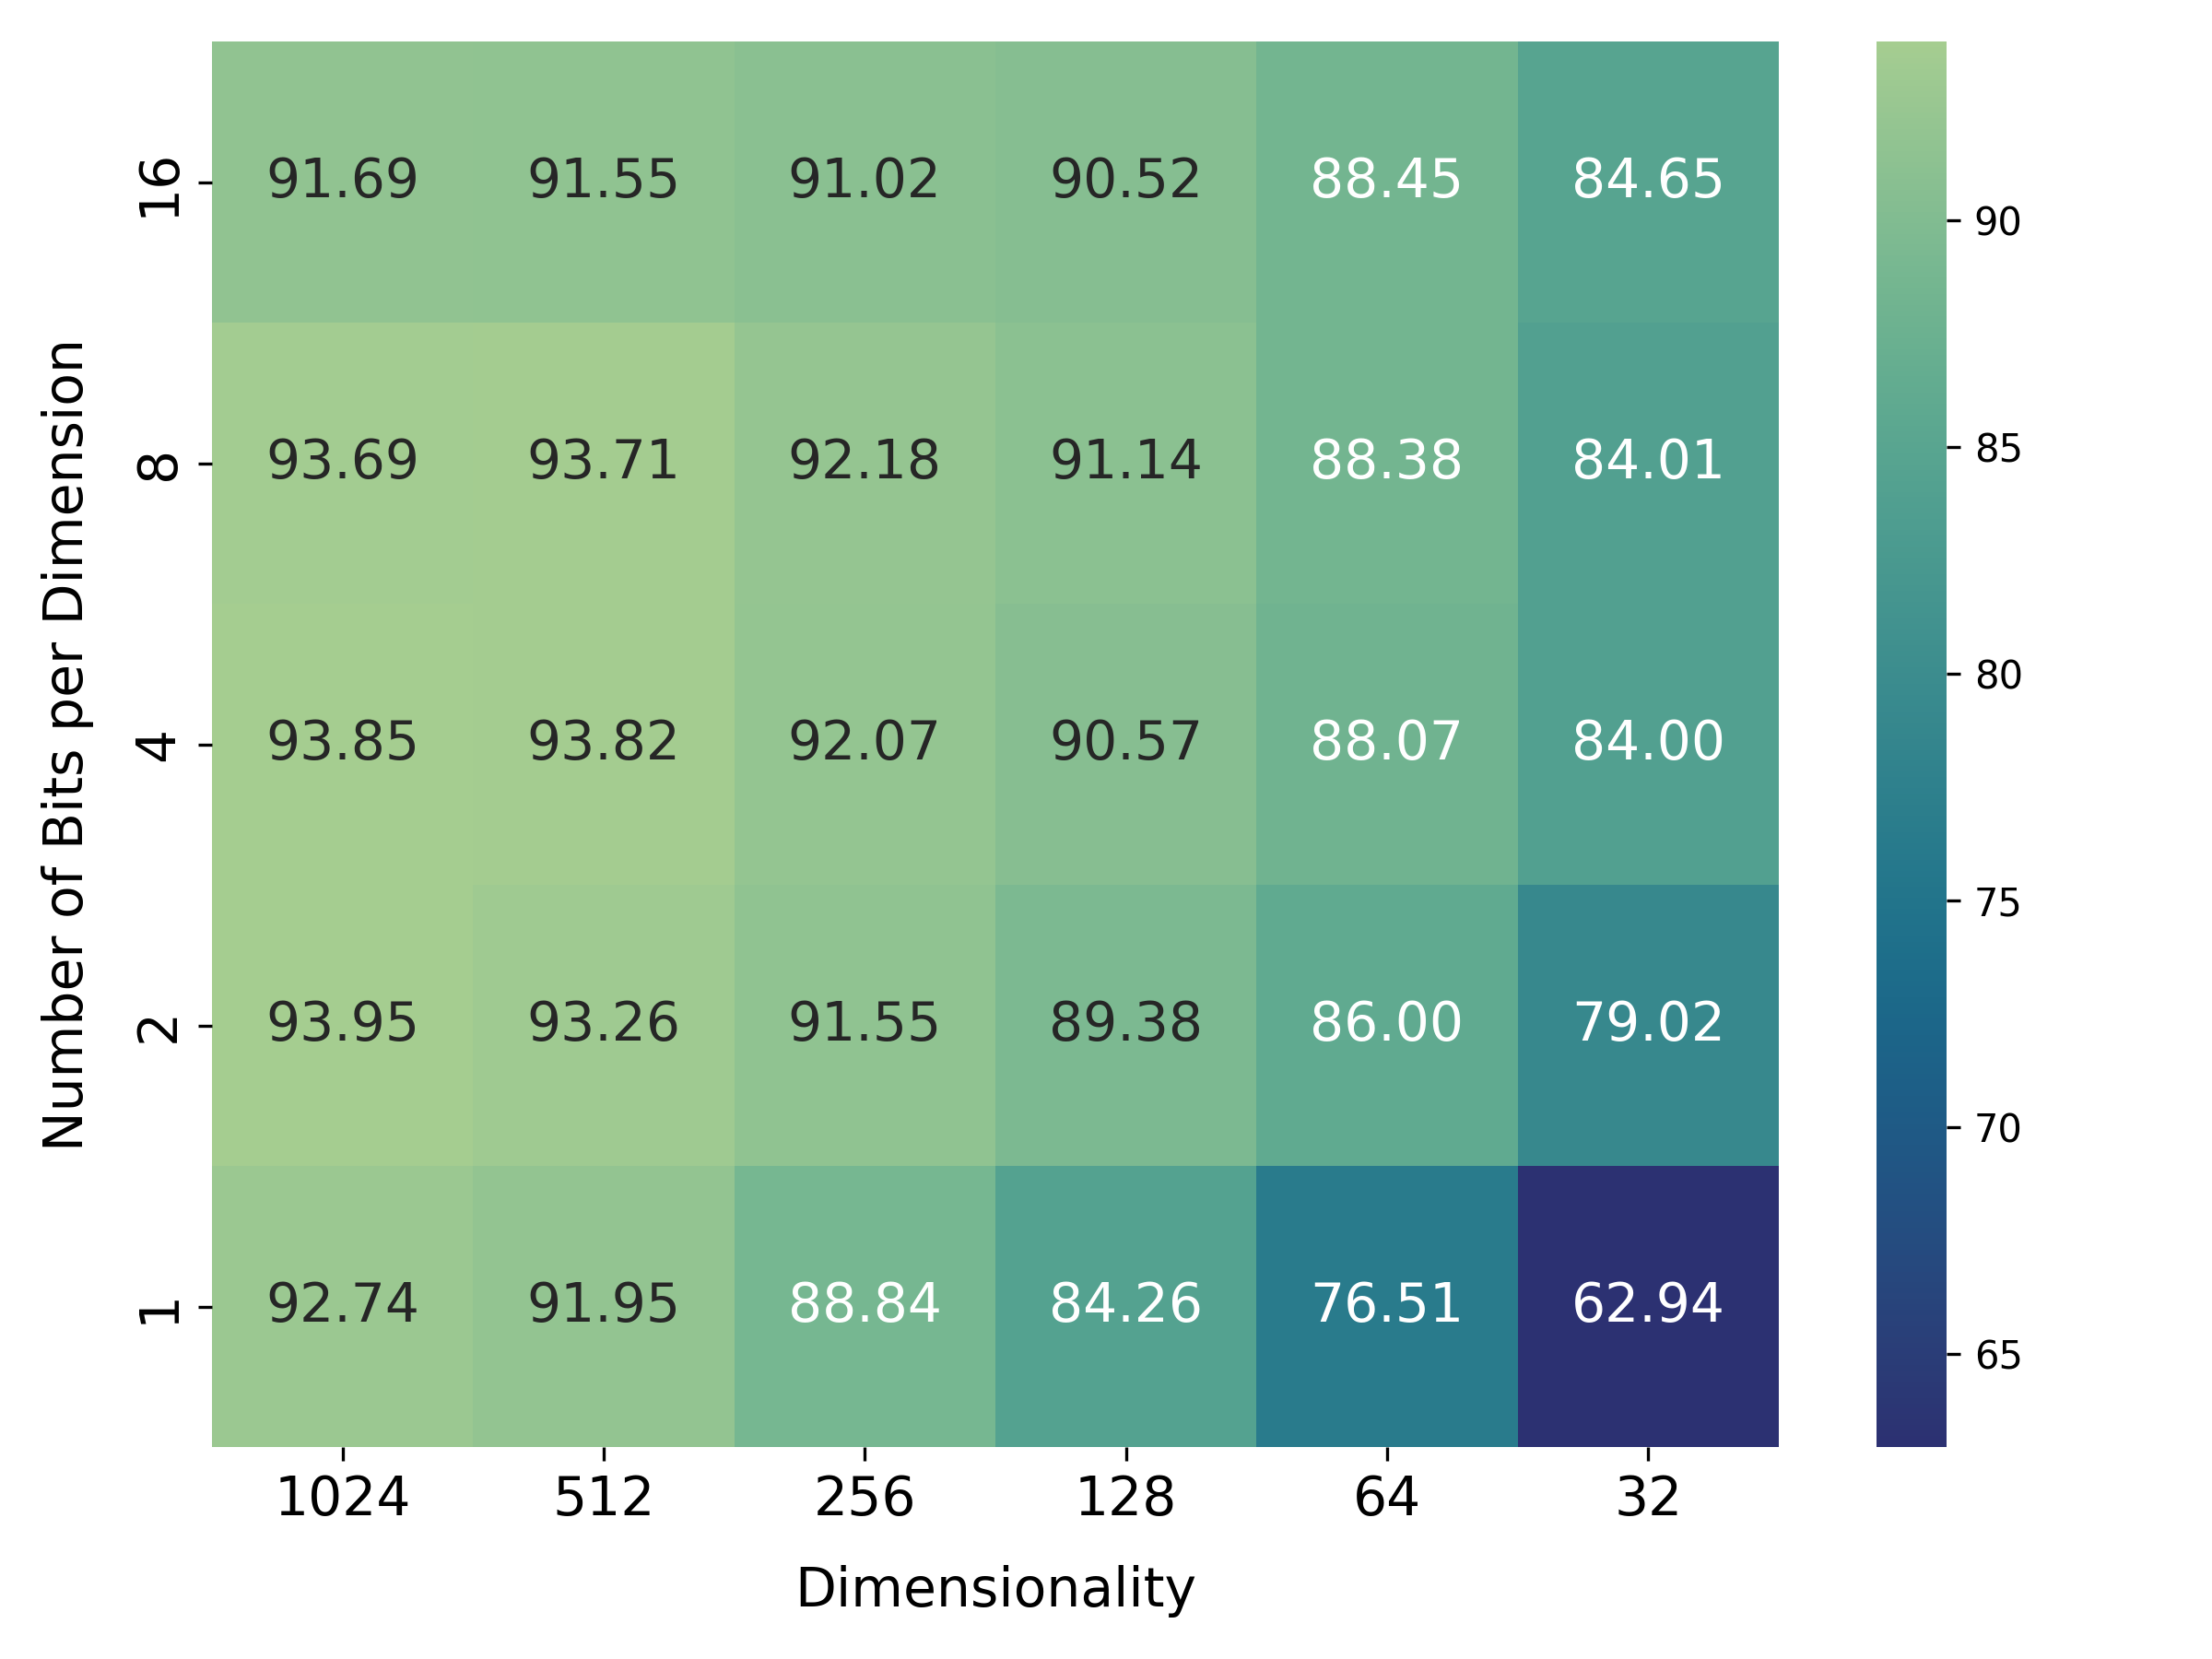 Number of Bits per Dimension
16 91.69 91.55 91.02 90.52 88.45 84.65
8 93.69 93.71 92.18 91.14 88.38 84.01
4 93.85 93.82 92.07 90.57 88.07 84.00
2 93.95 93.26 91.55 89.38 86.00 79.02
1 92.74 91.95 88.84 84.26 76.51 62.94
1024 512 256 128 64 32
Dimensionality
90
85
80
75
70
65